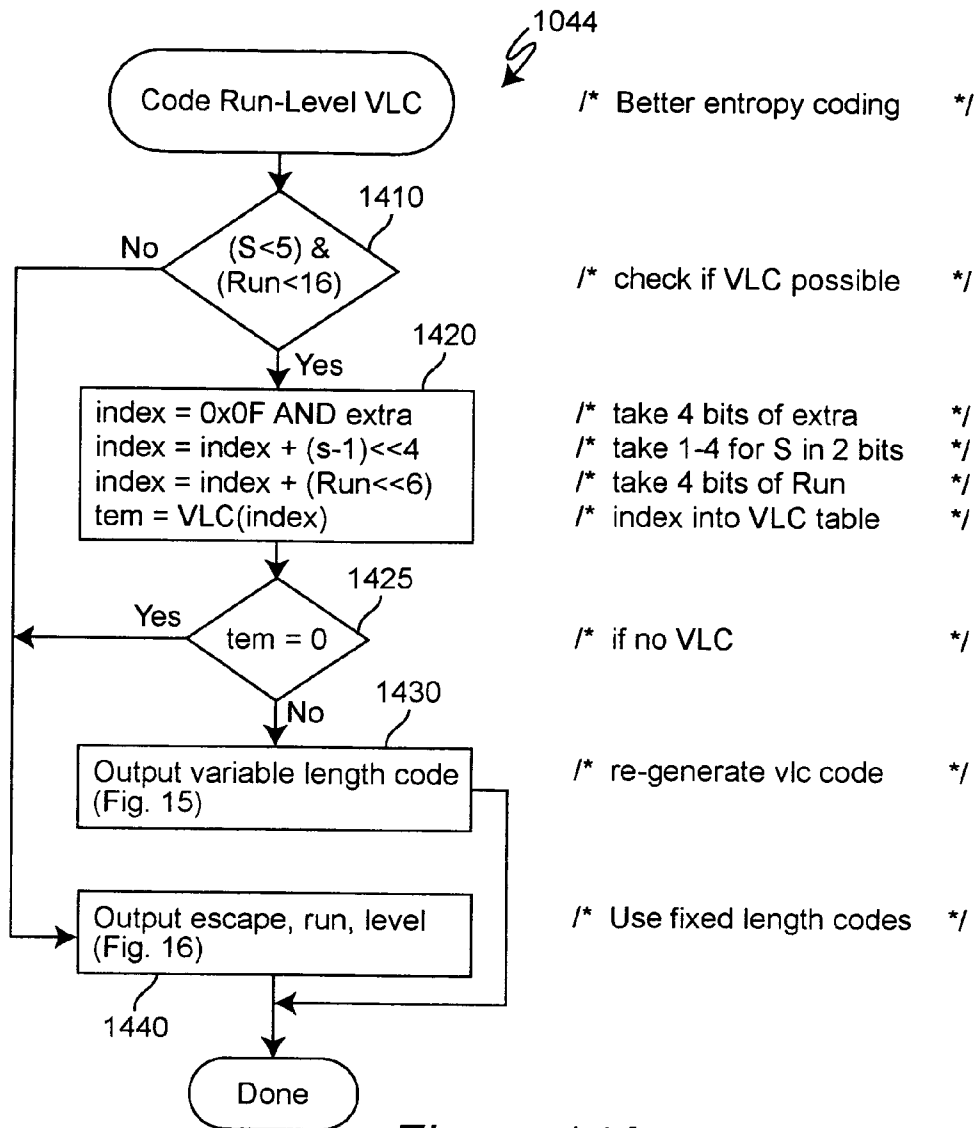 1044
Code Run-Level VLC /* Better entropy coding */
1410
No (S<5) &
(Run<16) /* check if VLC possible */
1420
Yes
index = 0x0F AND extra /* take 4 bits of extra */
index = index + (s-1)<<4 /* take 1-4 for S in 2 bits */
index = index + (Run<<6) /* take 4 bits of Run */
tem = VLC(index) /* index into VLC table */
1425
Yes tem = 0 /* if no VLC */
1430
No
Output variable length code /* re-generate vlc code */
(Fig. 15)
Output escape, run, level /* Use fixed length codes */
(Fig. 16)
1440
Done